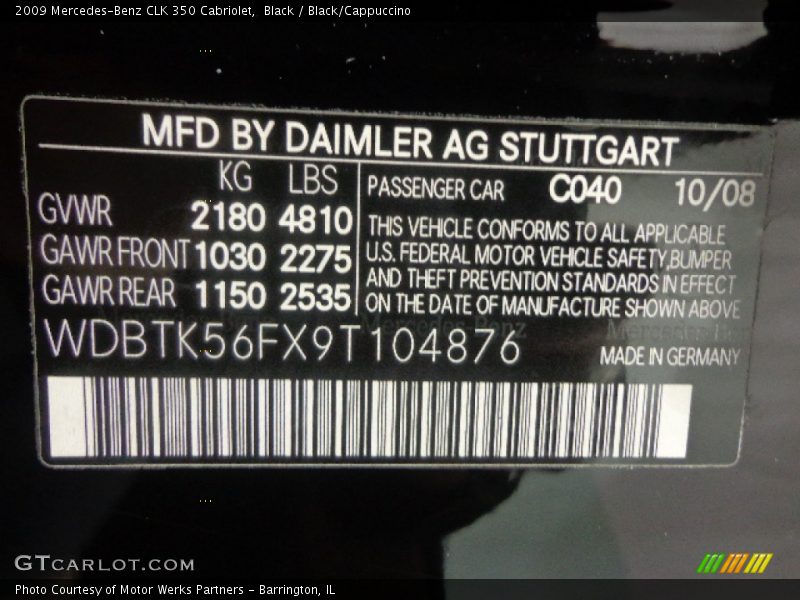 2009 Mercedes-Benz CLK 350 Cabriolet,  Black / Black/Cappuccino
MFD BY DAIMLER AG STUTTGART
KG LBS
GVWR 2180 4810
GAWR FRONT 1030 2275
GAWR REAR 1150 2535
PASSENGER CAR C040 10/08
THIS VEHICLE CONFORMS TO ALL APPLICABLE
U.S. FEDERAL MOTOR VEHICLE SAFETY,BUMPER
AND THEFT PREVENTION STANDARDS IN EFFECT
ON THE DATE OF MANUFACTURE SHOWN ABOVE
WDBTK56FX9T104876
MADE IN GERMANY
GTCARLOT.COM
Photo Courtesy of Motor Werks Partners - Barrington, IL